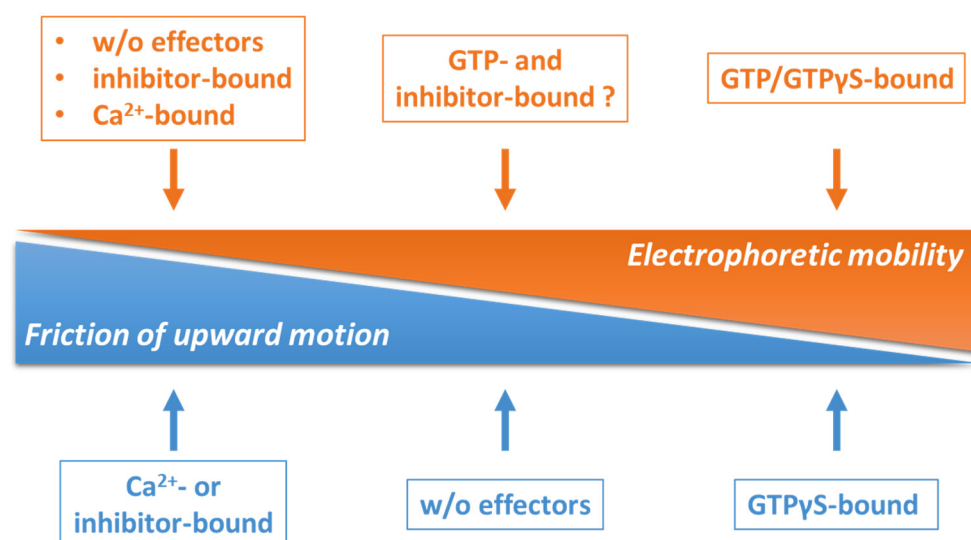 • w/o effectors
• inhibitor-bound
• Ca²⁺-bound
GTP- and
inhibitor-bound ?
GTP/GTPγS-bound
Electrophoretic mobility
Friction of upward motion
Ca²⁺- or
inhibitor-bound
w/o effectors
GTPγS-bound